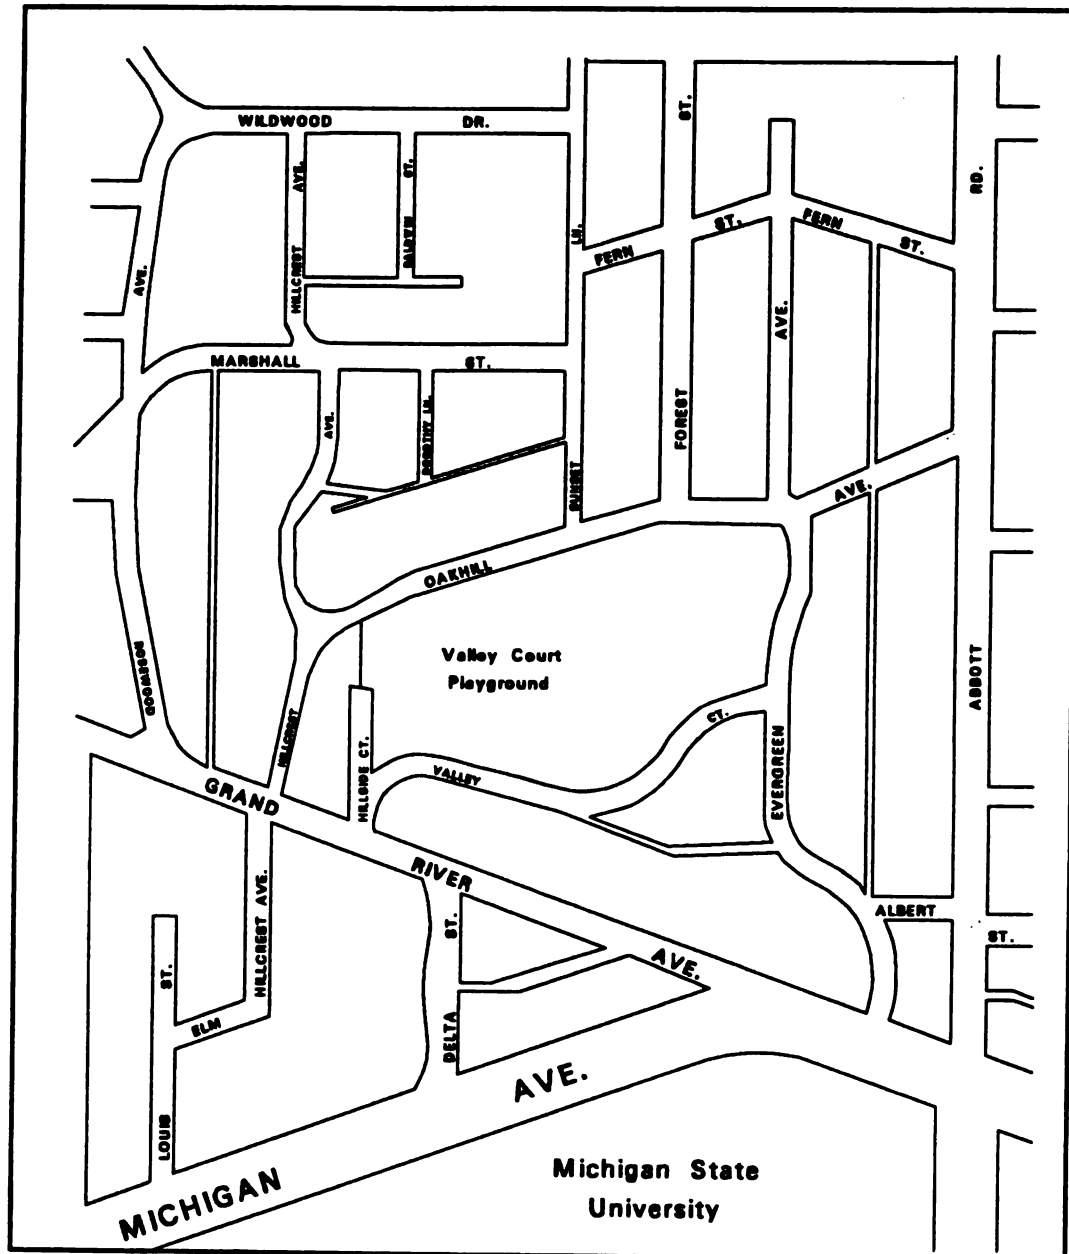 WILDWOOD DR.
ST.
HILLCREST AVE.
BALDWIN ST.
RD.
LN.
FERN ST.
FERN ST.
AVE.
AVE.
MARSHALL ST.
AVE.
DOROTHY LN.
FOREST
SUNSET
AVE.
OAKHILL
Valley Court
Playground
ABBOTT
COOMBSON
HILLCREST
HILLSIDE CT.
VALLEY CT.
EVERGREEN
GRAND RIVER AVE.
HILLCREST AVE.
ST.
ALBERT ST.
ST.
ELM
DELTA
LOUIS
MICHIGAN AVE.
Michigan State
University